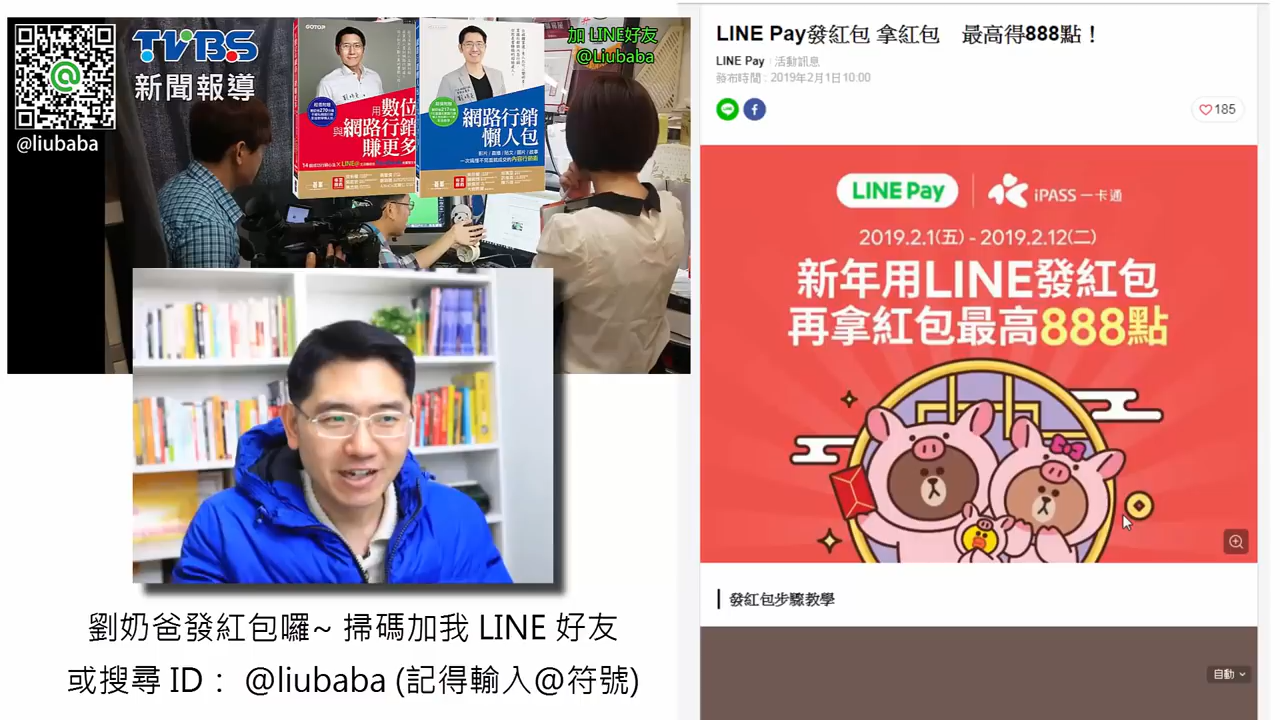 @liubaba
TVBS
新聞報導
加 LINE好友
@Liubaba
GOTOP
用數位
與網路行銷
賺更多
網路行銷
懶人包
劉奶爸發紅包囉~ 掃碼加我 LINE 好友
或搜尋 ID： @liubaba (記得輸入@符號)
LINE Pay發紅包 拿紅包　最高得888點！
LINE Pay 活動訊息
發布時間 : 2019年2月1日10:00
185
LINE Pay
iPASS 一卡通
2019.2.1(五) - 2019.2.12(二)
新年用LINE發紅包
再拿紅包最高888點
發紅包步驟教學
自動